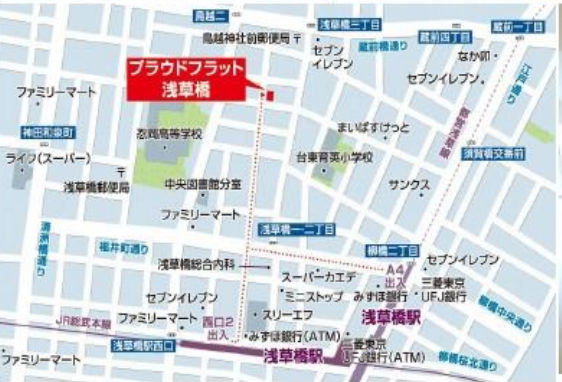 鳥越二
浅草橋三丁目
蔵前一丁目
鳥越神社前郵便局〒
蔵前四丁目
セブン
イレブン
蔵前橋通り
なか卯
プラウドフラット
浅草橋
セブンイレブン
江戸通り
ファミリーマート
都営浅草線
神田和泉町
忍岡高等学校
まいばすけっと
須賀橋交番前
ライフ(スーパー)
〒
浅草橋郵便局
台東育英小学校
中央図書館分室
サンクス
ファミリーマート
清洲橋通り
浅草橋一・二丁目
柳橋二丁目
福井町通り
浅草橋総合内科
A4
出入
セブンイレブン
スーパーカエデ
三菱東京
UFJ銀行
セブンイレブン
ミニストップ
みずほ銀行
柳橋中央通り
JR総武本線
ファミリーマート
西口2
出入
スリーエフ
浅草橋駅
浅草橋駅西口
みずほ銀行(ATM)
浅草橋駅
三菱東京
UFJ銀行(ATM)
柳橋桜北通り
ファミリーマート